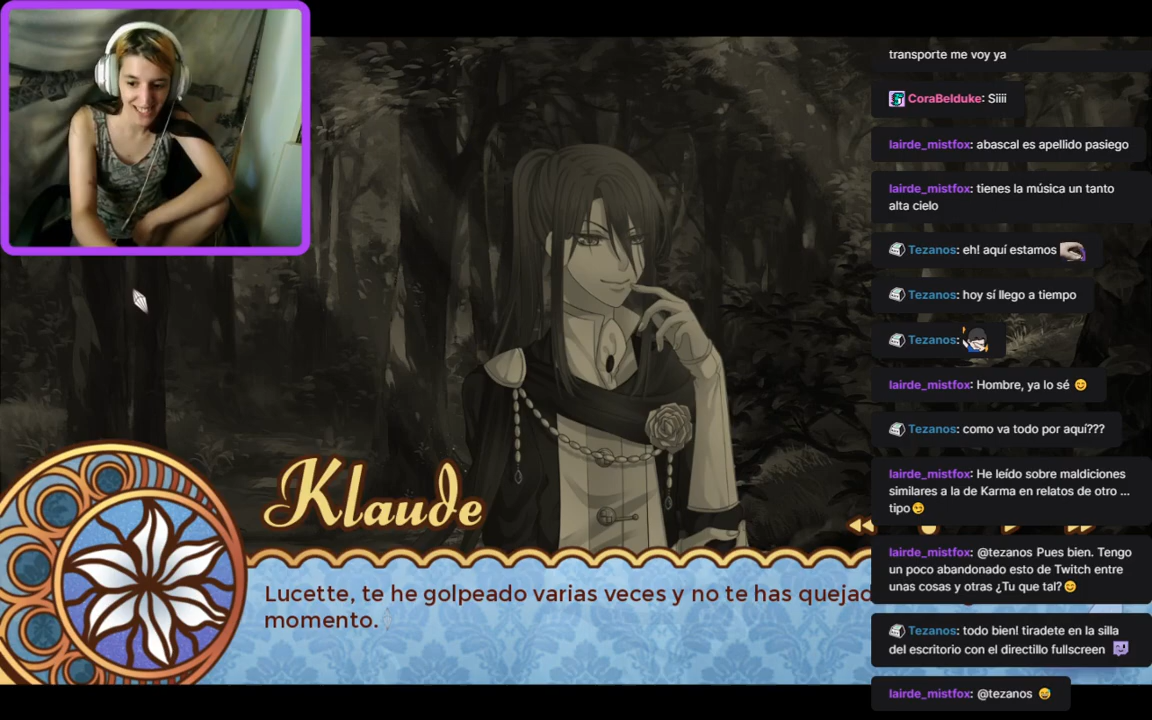 transporte me voy ya
CoraBelduke: Siiii
lairde_mistfox: abascal es apellido pasiego
lairde_mistfox: tienes la música un tanto
alta cielo
Tezanos: eh! aquí estamos
Tezanos: hoy sí llego a tiempo
Tezanos:
lairde_mistfox: Hombre, ya lo sé 😊
Tezanos: como va todo por aquí???
lairde_mistfox: He leído sobre maldiciones
similares a la de Karma en relatos de otro ...
tipo😏
lairde_mistfox: @tezanos Pues bien. Tengo
un poco abandonado esto de Twitch entre
unas cosas y otras ¿Tu que tal?😊
Tezanos: todo bien! tiradete en la silla
del escritorio con el directillo fullscreen
lairde_mistfox: @tezanos 😅
Klaude
Lucette, te he golpeado varias veces y no te has quejad
momento.